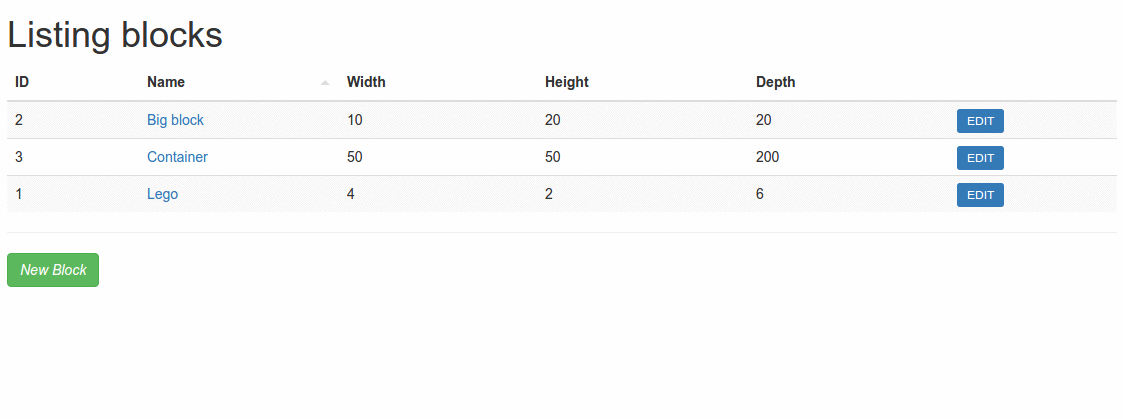 Listing blocks
ID Name Width Height Depth
2 Big block 10 20 20 EDIT
3 Container 50 50 200 EDIT
1 Lego 4 2 6 EDIT
New Block